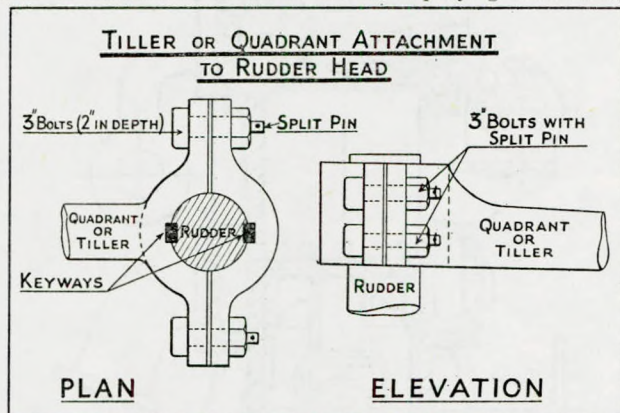 TILLER OR QUADRANT ATTACHMENT
TO RUDDER HEAD
3" BOLTS (2" IN DEPTH)
SPLIT PIN
3" BOLTS WITH
SPLIT PIN
QUADRANT
OR
TILLER
RUDDER
QUADRANT
OR
TILLER
KEYWAYS
RUDDER
PLAN
ELEVATION